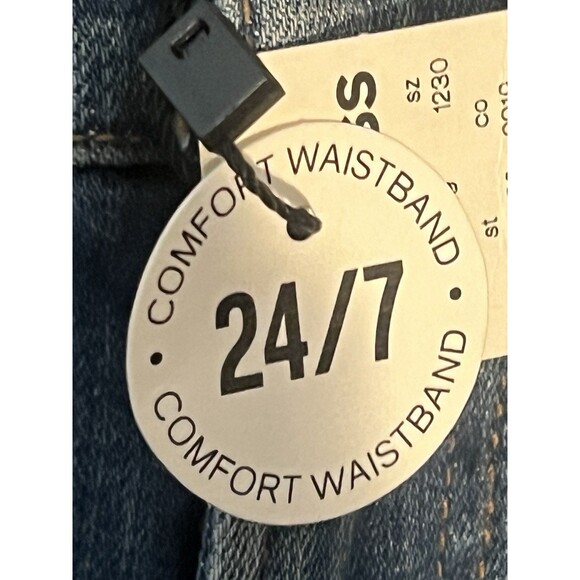 COMFORT WAISTBAND
24/7
COMFORT WAISTBAND
sz
1230
co
st